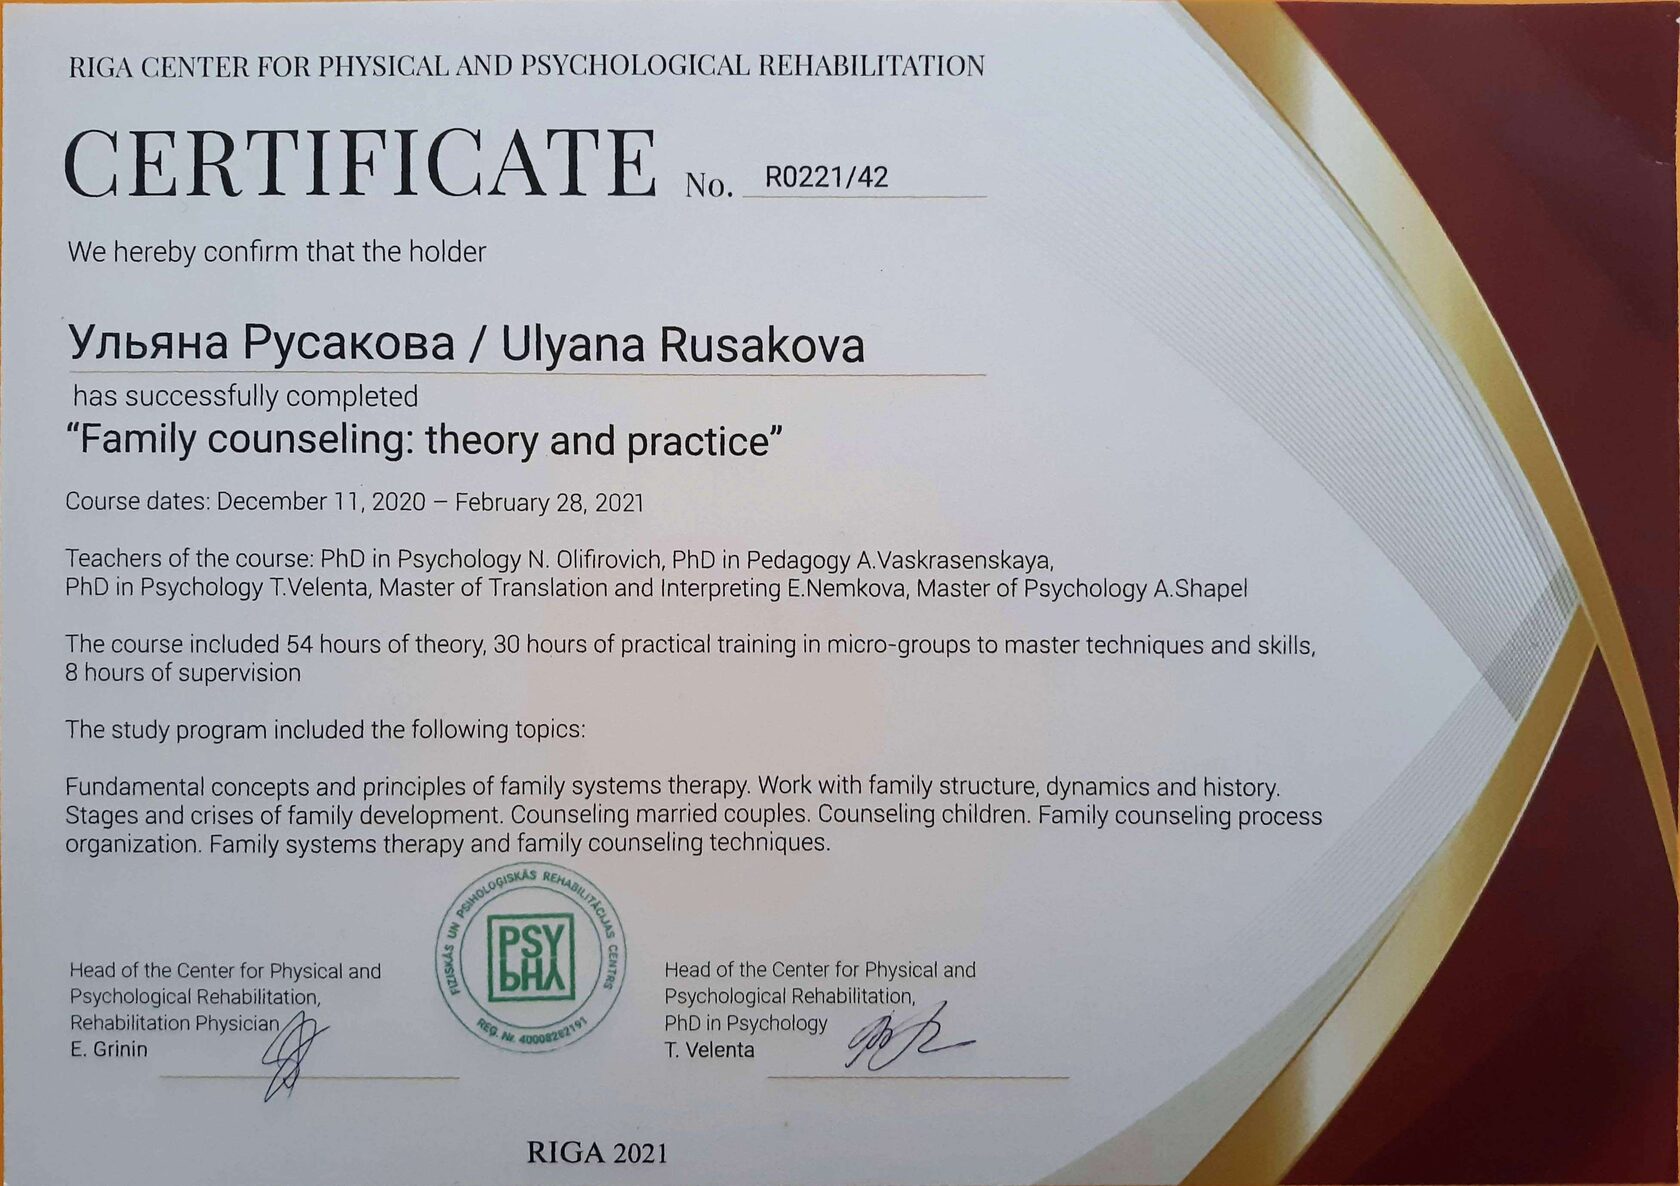 RIGA CENTER FOR PHYSICAL AND PSYCHOLOGICAL REHABILITATION
CERTIFICATE No. R0221/42
We hereby confirm that the holder
Ульяна Русакова / Ulyana Rusakova
has successfully completed
“Family counseling: theory and practice”
Course dates: December 11, 2020 – February 28, 2021
Teachers of the course: PhD in Psychology N. Olifirovich, PhD in Pedagogy A.Vaskrasenskaya,
PhD in Psychology T.Velenta, Master of Translation and Interpreting E.Nemkova, Master of Psychology A.Shapel
The course included 54 hours of theory, 30 hours of practical training in micro-groups to master techniques and skills,
8 hours of supervision
The study program included the following topics:
Fundamental concepts and principles of family systems therapy. Work with family structure, dynamics and history.
Stages and crises of family development. Counseling married couples. Counseling children. Family counseling process
organization. Family systems therapy and family counseling techniques.
Head of the Center for Physical and
Psychological Rehabilitation,
Rehabilitation Physician
E. Grinin
FIZISKĀS UN PSIHOLOĢISKĀS REHABILITĀCIJAS CENTRS
PSY
PHY
REĢ. Nr. 40008282191
Head of the Center for Physical and
Psychological Rehabilitation,
PhD in Psychology
T. Velenta
RIGA 2021